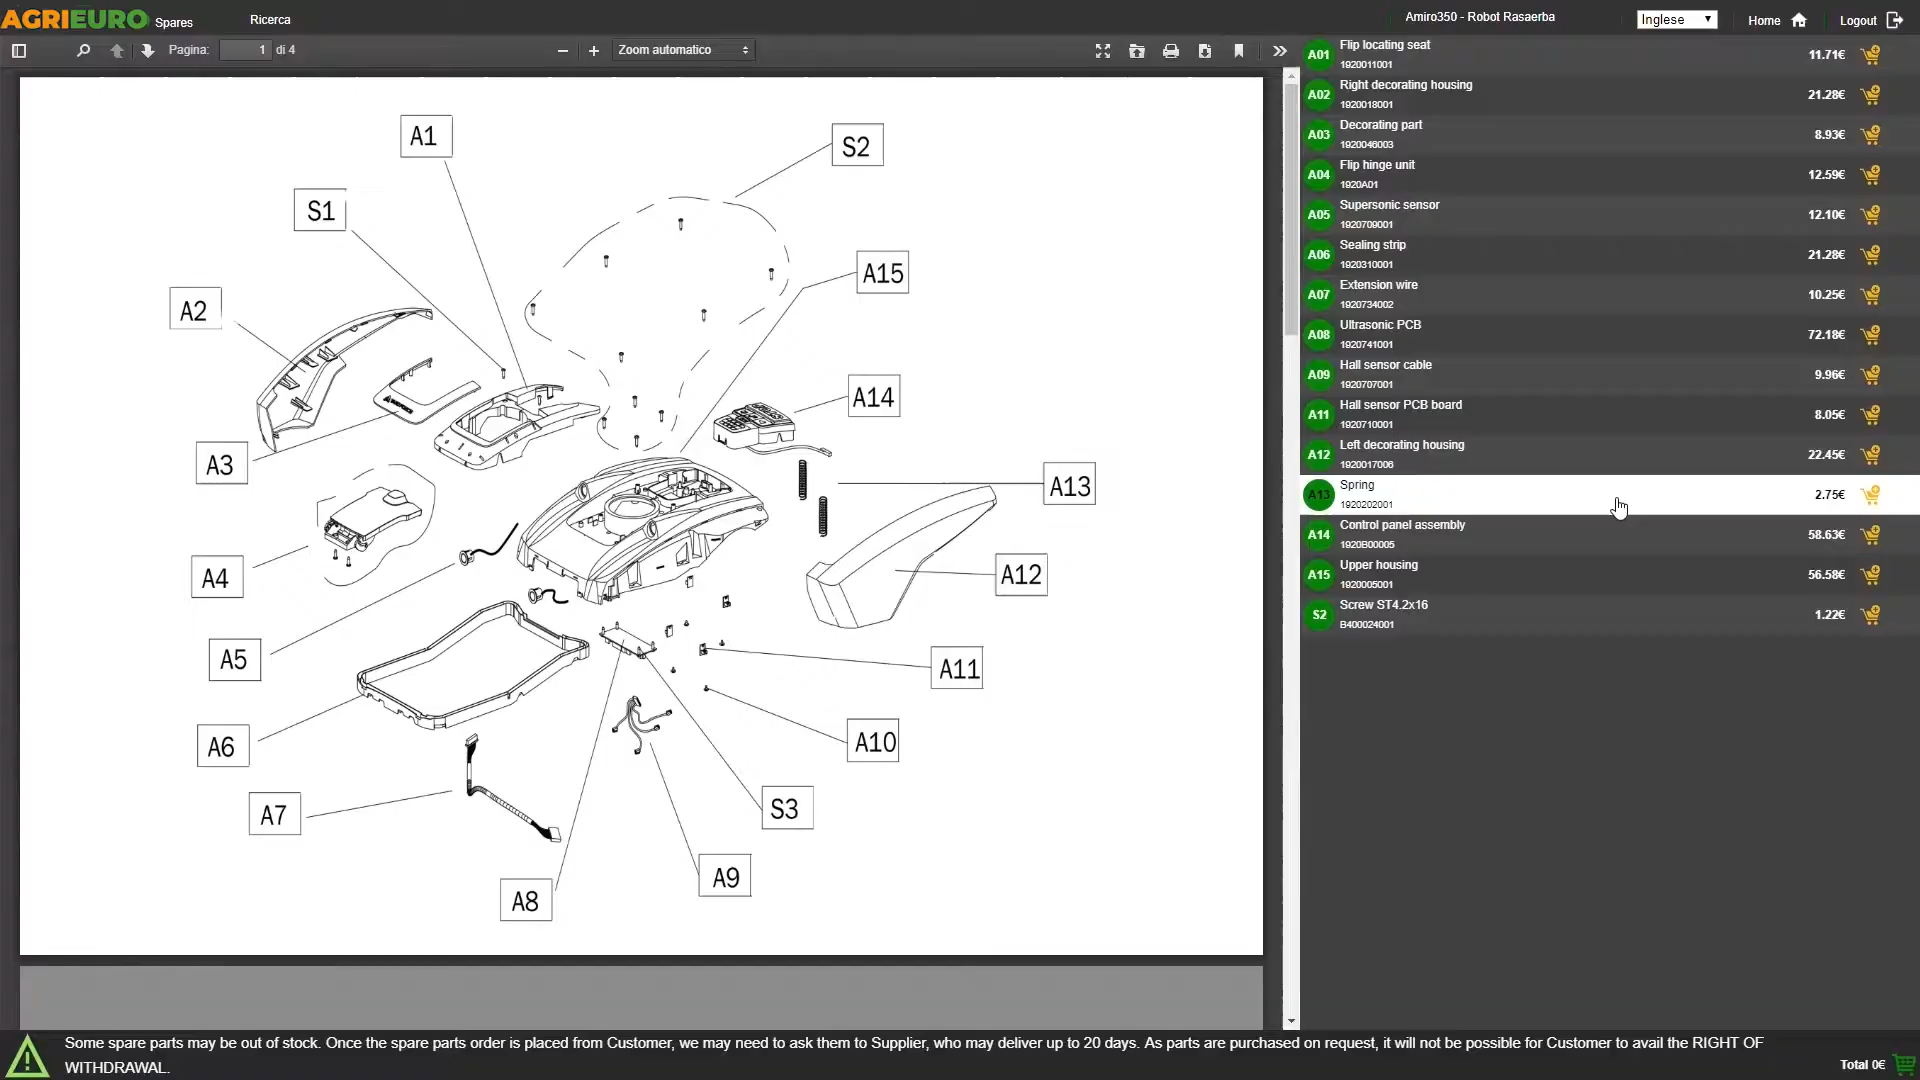 AGRIEURO Spares
Ricerca
Amiro350 - Robot Rasaerba
Inglese
Home
Logout
Pagina: 1 di 4
Zoom automatico
A1
S2
S1
A15
A2
A14
A3
A13
A4
A12
A5
A11
A6
A10
A7
S3
A9
A8
A01 Flip locating seat 11.71€
1920011001
A02 Right decorating housing 21.28€
1920018001
A03 Decorating part 8.93€
1920046003
A04 Flip hinge unit 12.59€
1920A01
A05 Supersonic sensor 12.10€
1920709001
A06 Sealing strip 21.28€
1920310001
A07 Extension wire 10.25€
1920734002
A08 Ultrasonic PCB 72.18€
1920741001
A09 Hall sensor cable 9.96€
1920707001
A11 Hall sensor PCB board 8.05€
1920710001
A12 Left decorating housing 22.45€
1920017006
A13 Spring 2.75€
1920202001
A14 Control panel assembly 58.63€
1920B00005
A15 Upper housing 56.58€
1920005001
S2 Screw ST4.2x16 1.22€
B400024001
Some spare parts may be out of stock. Once the spare parts order is placed from Customer, we may need to ask them to Supplier, who may deliver up to 20 days. As parts are purchased on request, it will not be possible for Customer to avail the RIGHT OF
WITHDRAWAL.
Total 0€